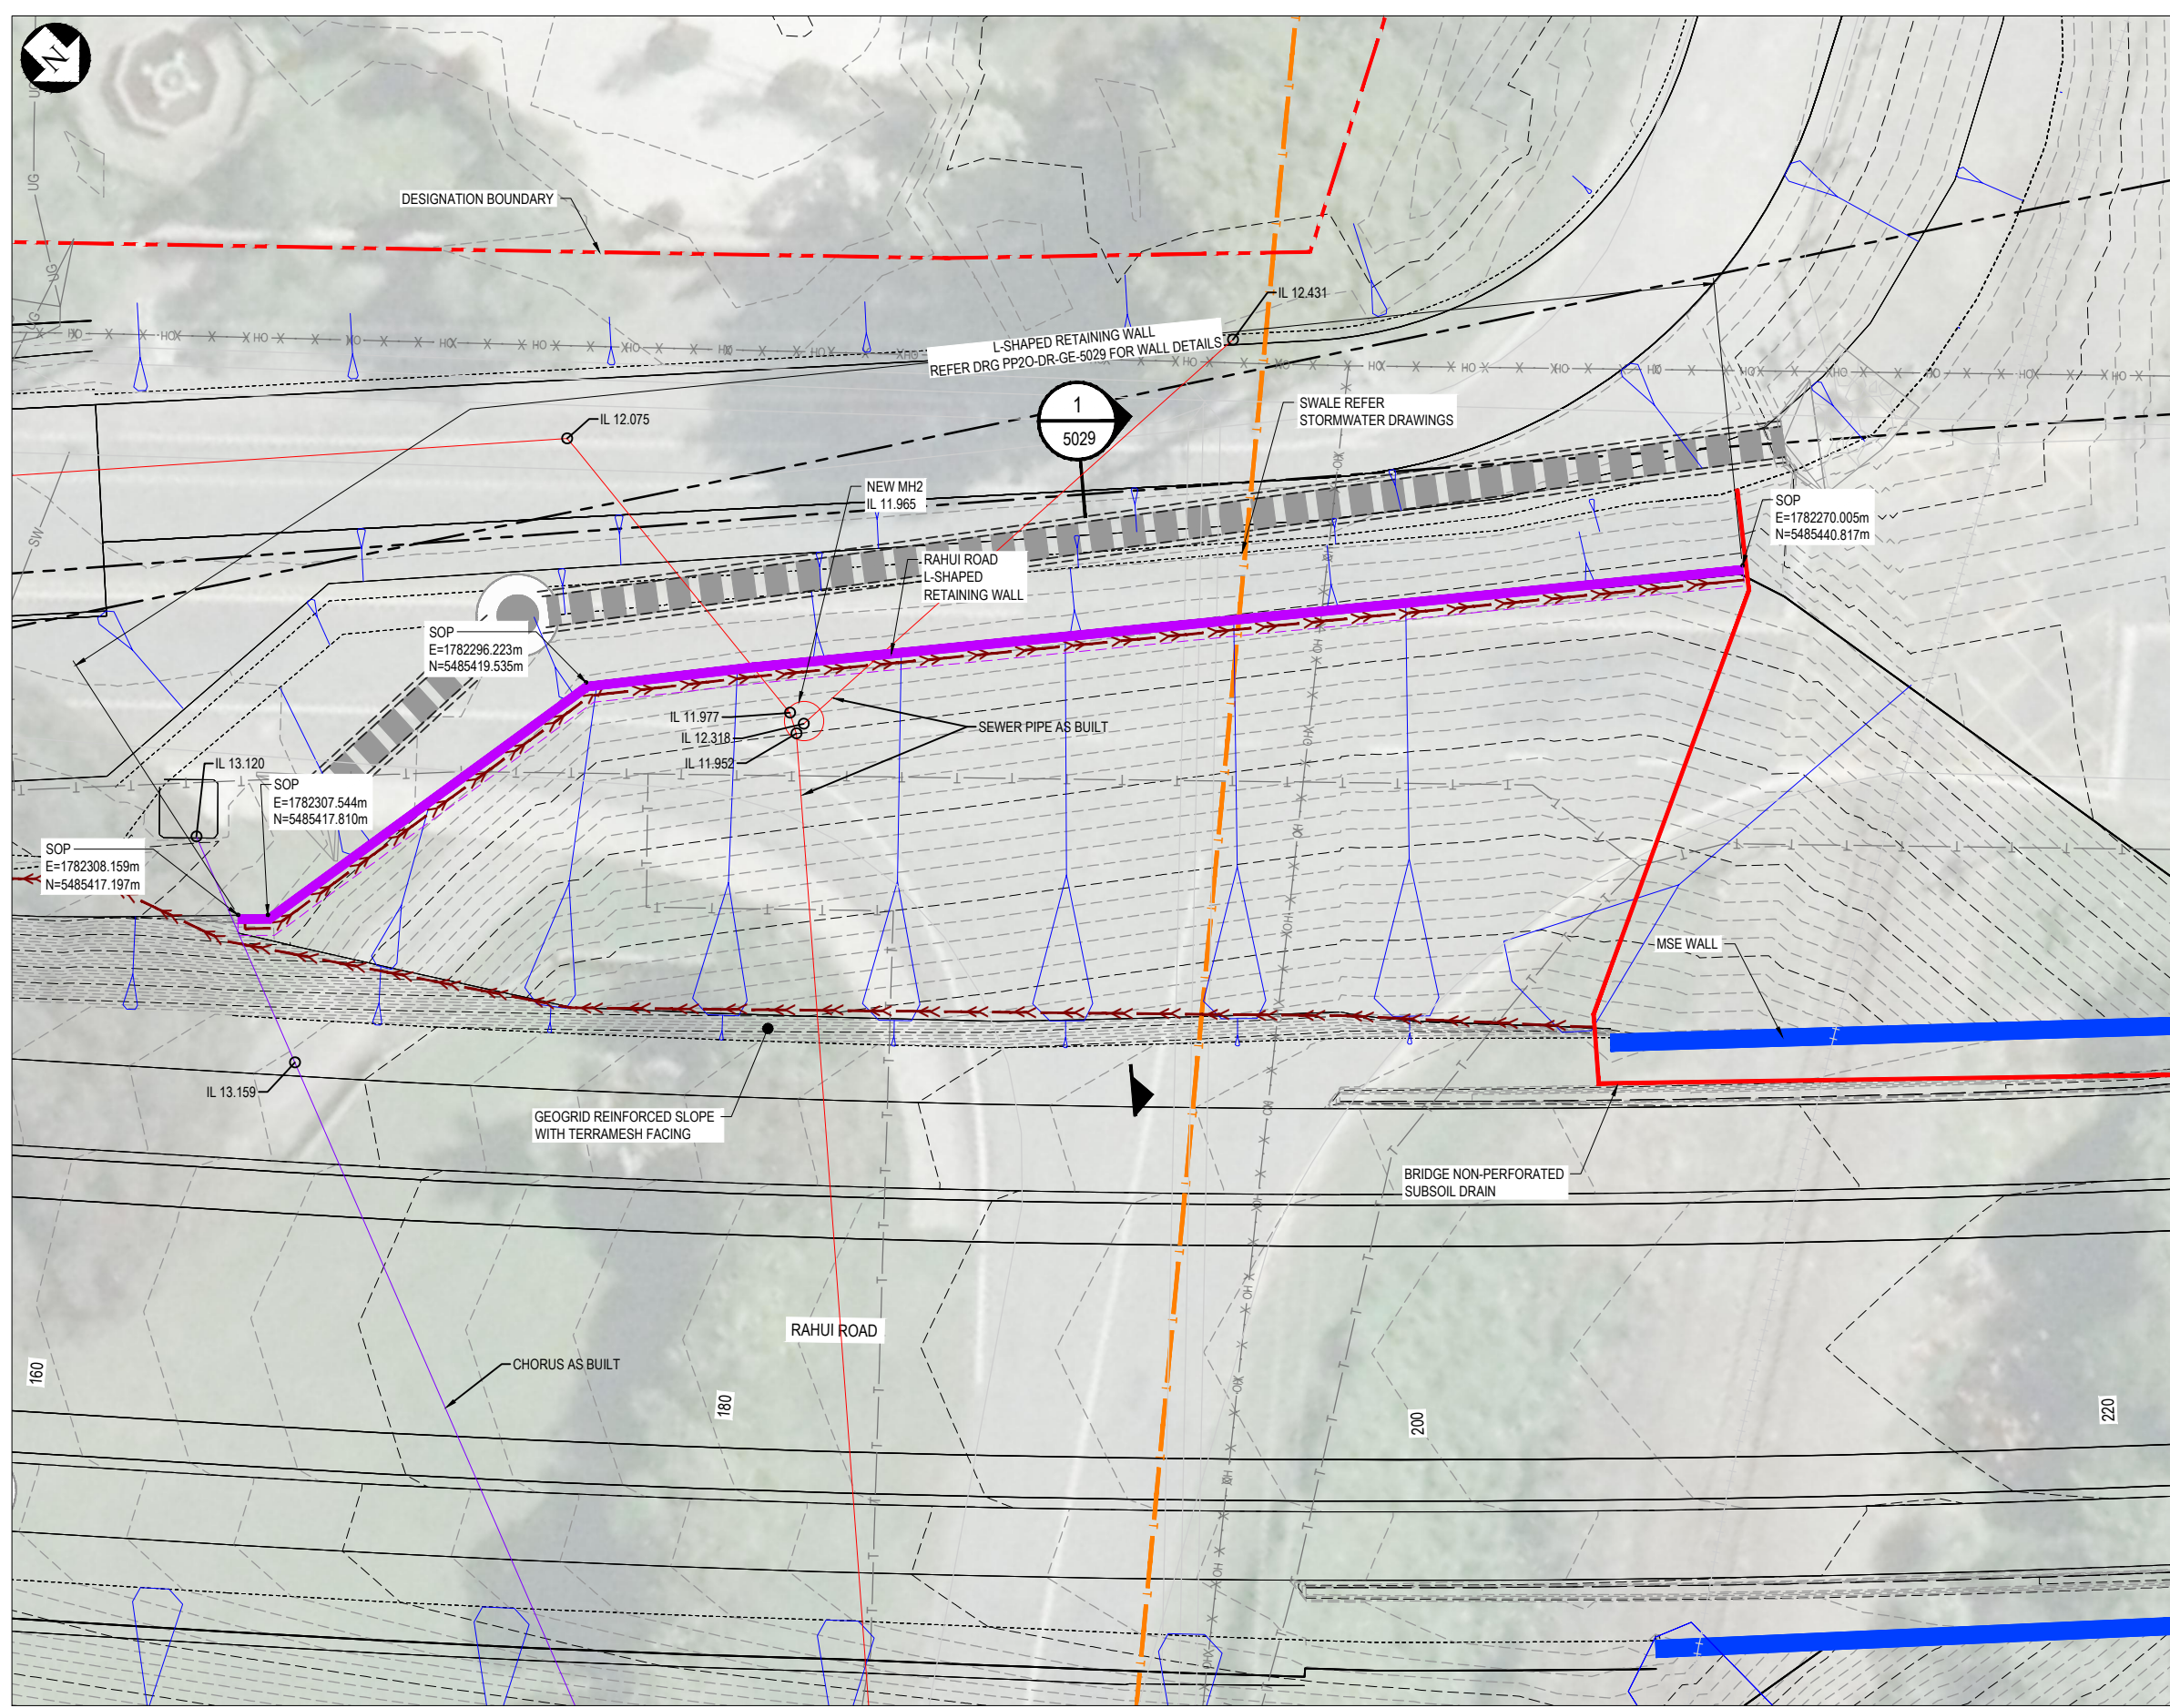 N
DESIGNATION BOUNDARY
IL 12.431
L-SHAPED RETAINING WALL
REFER DRG PP2O-DR-GE-5029 FOR WALL DETAILS
1
5029
SWALE REFER
STORMWATER DRAWINGS
IL 12.075
NEW MH2
IL 11.965
SOP
E=1782270.005m
N=5485440.817m
RAHUI ROAD
L-SHAPED
RETAINING WALL
SOP
E=1782296.223m
N=5485419.535m
IL 11.977
IL 12.318
IL 11.952
SEWER PIPE AS BUILT
IL 13.120
SOP
E=1782307.544m
N=5485417.810m
SOP
E=1782308.159m
N=5485417.197m
MSE WALL
IL 13.159
GEOGRID REINFORCED SLOPE
WITH TERRAMESH FACING
BRIDGE NON-PERFORATED
SUBSOIL DRAIN
RAHUI ROAD
CHORUS AS BUILT
160
180
200
220
UG
UG
UG
UG
SW